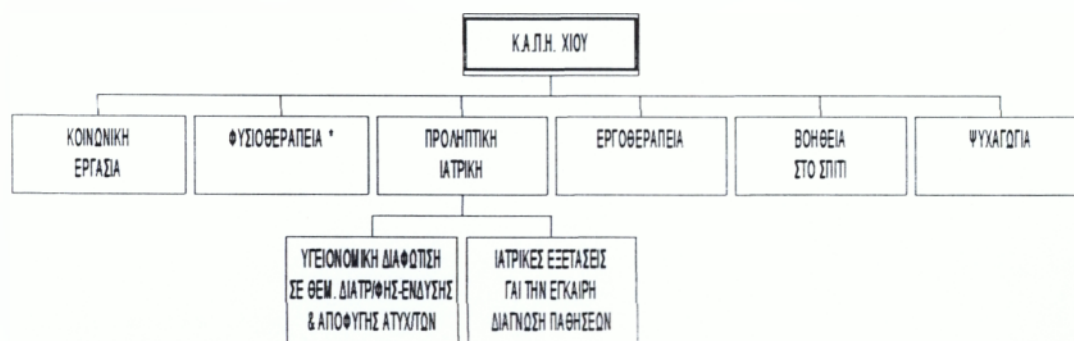 Κ.Α.Π.Η. ΧΙΟΥ
ΚΟΙΝΩΝΙΚΗ
ΕΡΓΑΣΙΑ
ΦΥΣΙΟΘΕΡΑΠΕΙΑ *
ΠΡΟΛΗΠΤΙΚΗ
ΙΑΤΡΙΚΗ
ΕΡΓΟΘΕΡΑΠΕΙΑ
ΒΟΗΘΕΙΑ
ΣΤΟ ΣΠΙΤΙ
ΨΥΧΑΓΩΓΙΑ
ΥΓΕΙΟΝΟΜΙΚΗ ΔΙΑΦΩΤΙΣΗ
ΣΕ ΘΕΜ. ΔΙΑΤΡΙΦΗΣ-ΕΝΔΥΣΗΣ
& ΑΠΟΦΥΓΗΣ ΑΤΥΧ/ΤΩΝ
ΙΑΤΡΙΚΕΣ ΕΞΕΤΑΣΕΙΣ
ΓΑΙ ΤΗΝ ΕΓΚΑΙΡΗ
ΔΙΑΓΝΩΣΗ ΠΑΘΗΣΕΩΝ